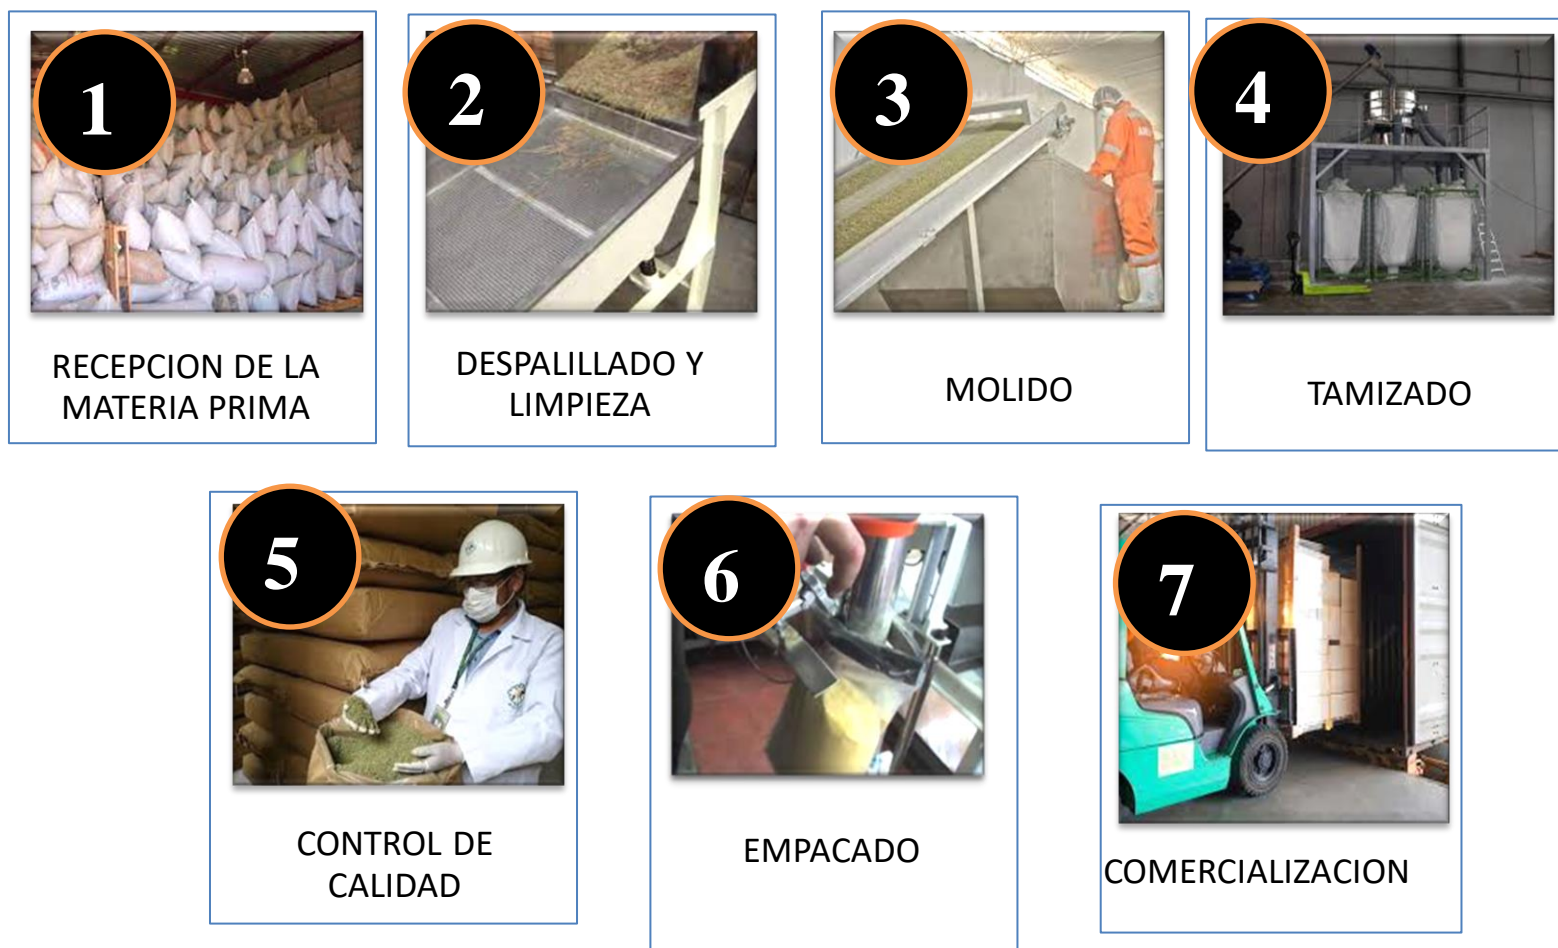 1
2
3
4
RECEPCION DE LA
MATERIA PRIMA
DESPALILLADO Y
LIMPIEZA
MOLIDO
TAMIZADO
5
6
7
CONTROL DE
CALIDAD
EMPACADO
COMERCIALIZACION